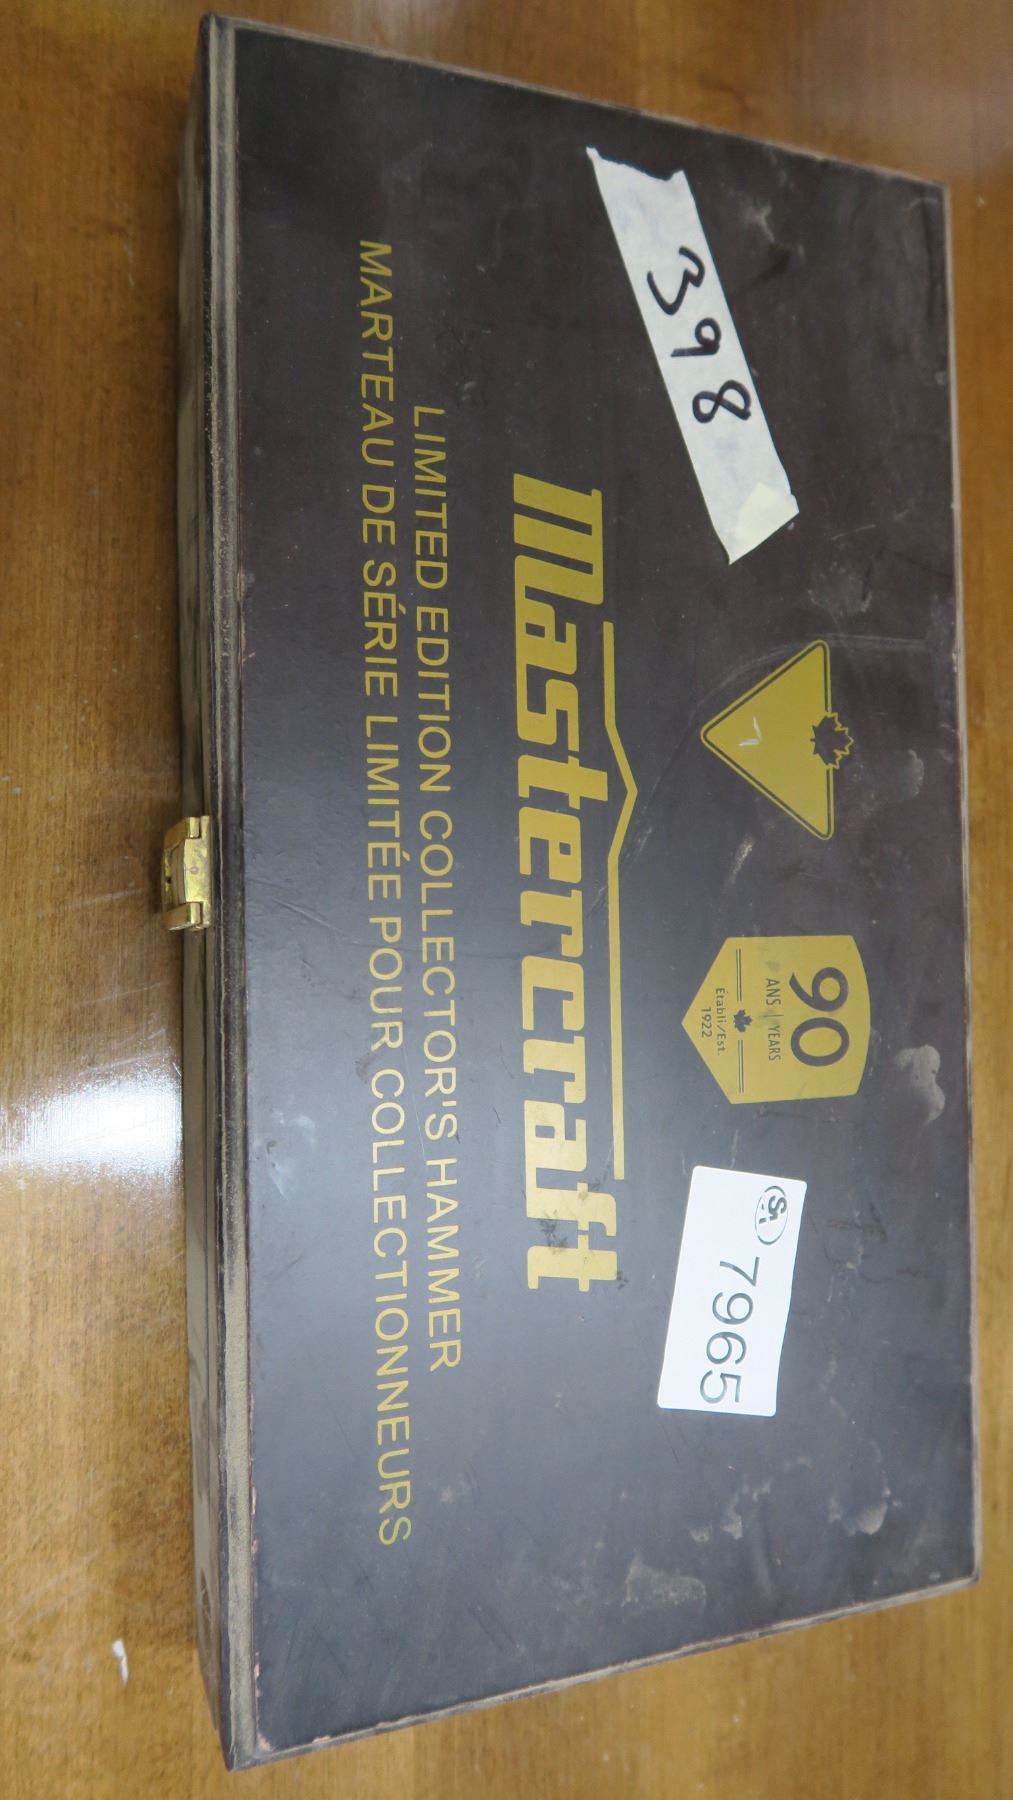 398
90
ANS | YEARS
Établi/Est.
1922
7965
Mastercraft
LIMITED EDITION COLLECTOR'S HAMMER
MARTEAU DE SÉRIE LIMITÉE POUR COLLECTIONNEURS